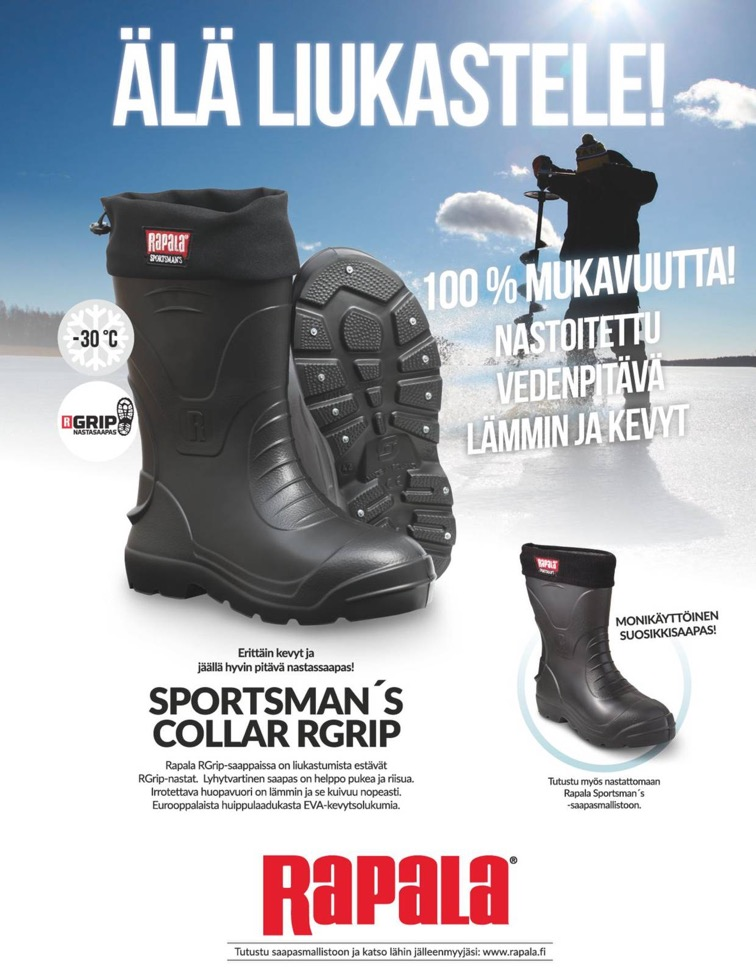 ÄLÄ LIUKASTELE!
RAPALA®
SPORTSMAN'S
100 % MUKAVUUTTA!
NASTOITETTU
VEDENPITÄVÄ
LÄMMIN JA KEVYT
-30 °C
R GRIP
NASTASAAPAS
R
Erittäin kevyt ja
jäällä hyvin pitävä nastassaapas!
SPORTSMAN´S
COLLAR RGRIP
Rapala RGrip-saappaissa on liukastumista estävät
RGrip-nastat. Lyhytvartinen saapas on helppo pukea ja riisua.
Irrotettava huopavuori on lämmin ja se kuivuu nopeasti.
Eurooppalaista huippulaadukasta EVA-kevytsolukumia.
RAPALA
MONIKÄYTTÖINEN
SUOSIKKISAAPAS!
Tutustu myös nastattomaan
Rapala Sportsman´s
-saapasmallistoon.
RAPALA®
Tutustu saapasmallistoon ja katso lähin jälleenmyyjäsi: www.rapala.fi